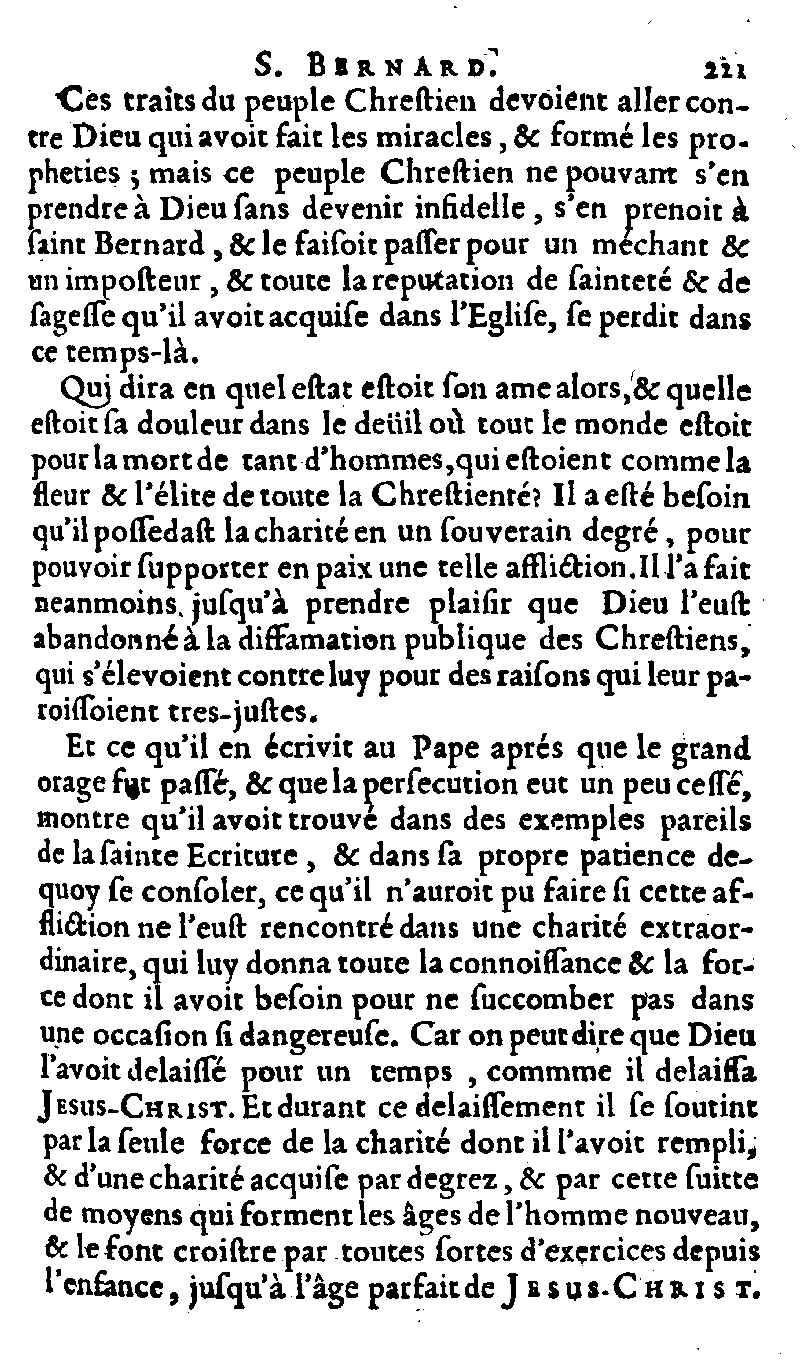 S. BERNARD. 221
Ces traits du peuple Chreſtien devoient aller con-
tre Dieu qui avoit fait les miracles, & formé les pro-
pheties ; mais ce peuple Chreſtien ne pouvant s'en
prendre à Dieu ſans devenir infidelle, s'en prenoit à
ſaint Bernard, & le faiſoit paſſer pour un méchant &
un impoſteur, & toute la reputation de ſainteté & de
ſageſſe qu'il avoit acquiſe dans l'Egliſe, ſe perdit dans
ce temps-là.
Qui dira en quel eſtat eſtoit ſon ame alors, & quelle
eſtoit ſa douleur dans le deüil où tout le monde eſtoit
pour la mort de tant d'hommes, qui eſtoient comme la
fleur & l'élite de toute la Chreſtienté? Il a eſté beſoin
qu'il poſſedaſt la charité en un ſouverain degré, pour
pouvoir ſupporter en paix une telle affliction. Il l'a fait
neanmoins juſqu'à prendre plaiſir que Dieu l'euſt
abandonné à la diffamation publique des Chreſtiens,
qui s'élevoient contre luy pour des raiſons qui leur pa-
roiſſoient tres-juſtes.
Et ce qu'il en écrivit au Pape aprés que le grand
orage fut paſſé, & que la perſecution eut un peu ceſſé,
montre qu'il avoit trouvé dans des exemples pareils
de la ſainte Ecriture, & dans ſa propre patience de-
quoy ſe conſoler, ce qu'il n'auroit pu faire ſi cette af-
fliction ne l'euſt rencontré dans une charité extraor-
dinaire, qui luy donna toute la connoiſſance & la for-
ce dont il avoit beſoin pour ne ſuccomber pas dans
une occaſion ſi dangereuſe. Car on peut dire que Dieu
l'avoit delaiſſé pour un temps, commme il delaiſſa
JESUS-CHRIST. Et durant ce delaiſſement il ſe ſoutint
par la ſeule force de la charité dont il l'avoit rempli,
& d'une charité acquiſe par degrez, & par cette ſuitte
de moyens qui forment les âges de l'homme nouveau,
& le font croiſtre par toutes ſortes d'exercices depuis
l'enfance, juſqu'à l'âge parfait de JESUS-CHRIST.